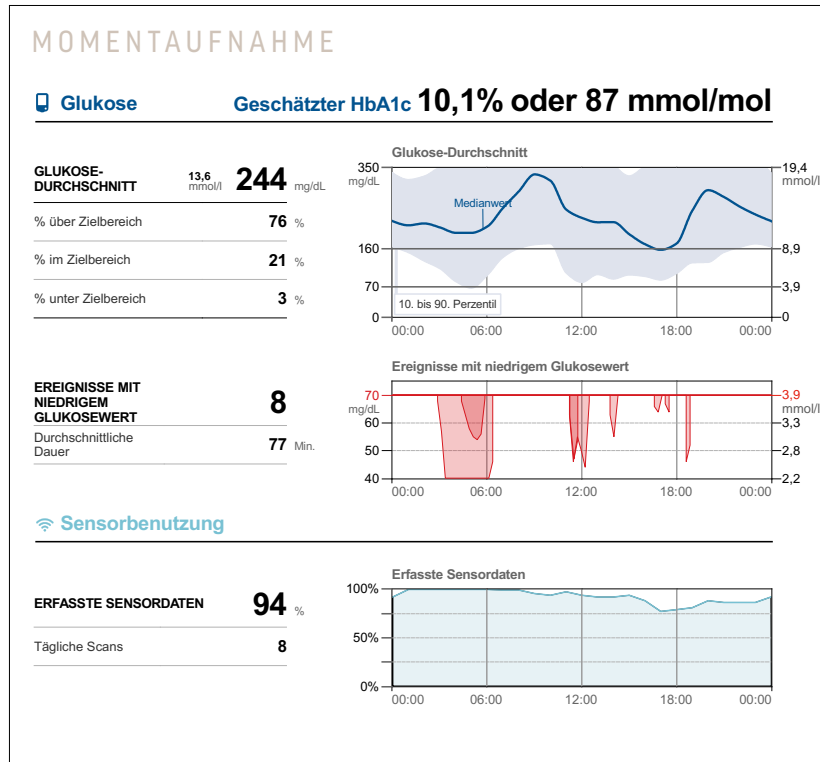 MOMENTAUFNAHME
Glukose
Geschätzter HbA1c 10,1% oder 87 mmol/mol
GLUKOSE-
DURCHSCHNITT
13,6
mmol/l
244 mg/dL
% über Zielbereich 76 %
% im Zielbereich 21 %
% unter Zielbereich 3 %
Glukose-Durchschnitt
350
mg/dL
160
70
0
19,4
mmol/l
8,9
3,9
0
Medianwert
10. bis 90. Perzentil
00:00 06:00 12:00 18:00 00:00
EREIGNISSE MIT
NIEDRIGEM
GLUKOSEWERT
8
Durchschnittliche
Dauer
77 Min.
Ereignisse mit niedrigem Glukosewert
70
mg/dL
60
50
40
3,9
mmol/l
3,3
2,8
2,2
00:00 06:00 12:00 18:00 00:00
Sensorbenutzung
ERFASSTE SENSORDATEN 94 %
Tägliche Scans 8
Erfasste Sensordaten
100%
50%
0%
00:00 06:00 12:00 18:00 00:00